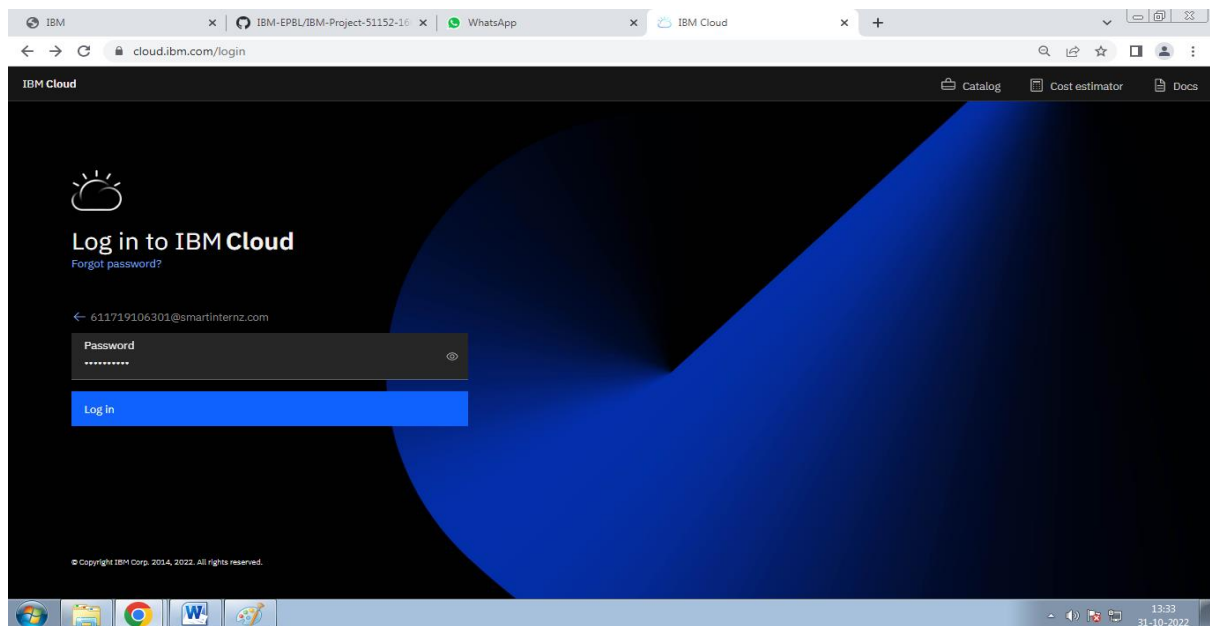 IBM
IBM-EPBL/IBM-Project-51152-16
WhatsApp
IBM Cloud
cloud.ibm.com/login
IBM Cloud
Catalog
Cost estimator
Docs
Log in to IBM Cloud
Forgot password?
← 611719106301@smartinternz.com
Password
••••••••••
Log in
© Copyright IBM Corp. 2014, 2022. All rights reserved.
13:33
31-10-2022